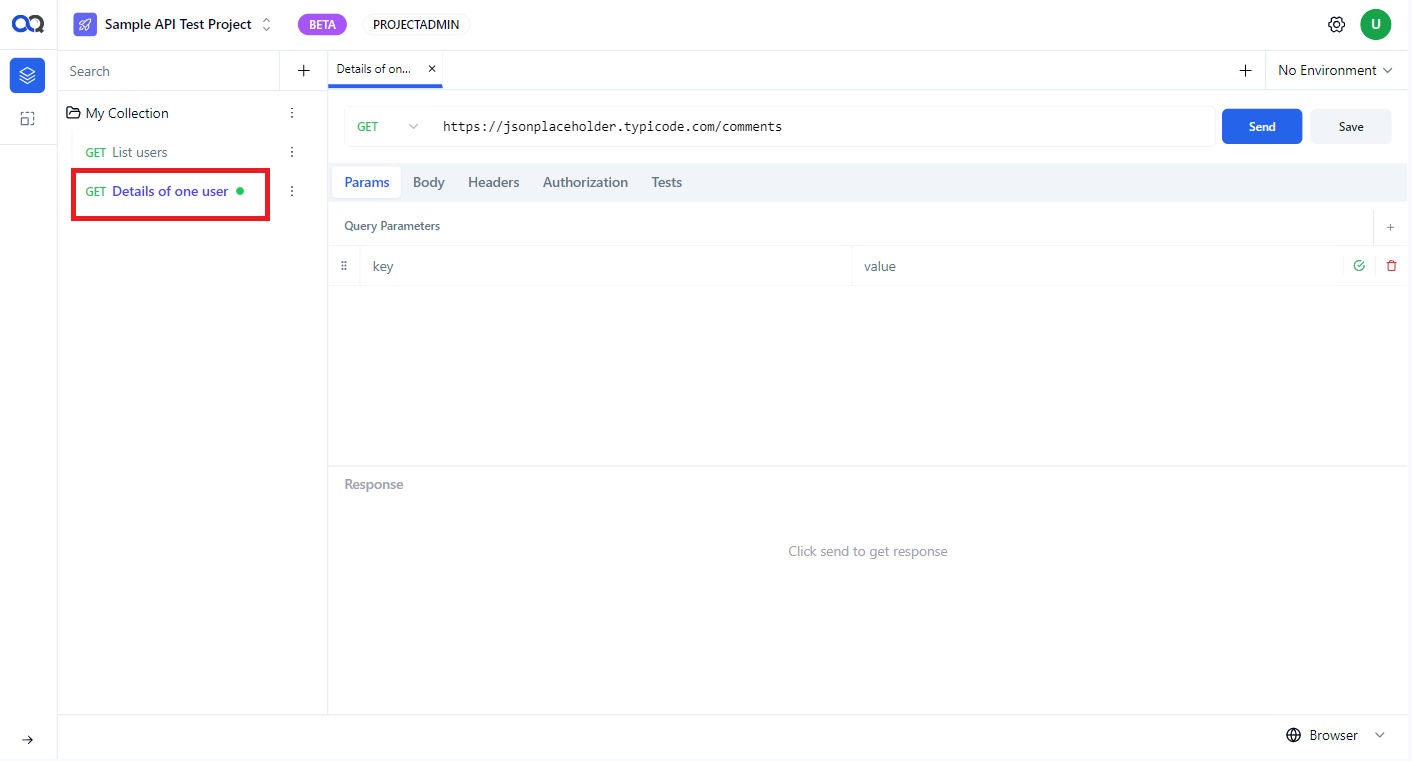 Sample API Test Project
BETA
PROJECTADMIN
U
Search
Details of on...
No Environment
My Collection
GET
https://jsonplaceholder.typicode.com/comments
Send
Save
GET List users
GET Details of one user
Params
Body
Headers
Authorization
Tests
Query Parameters
key
value
Response
Click send to get response
Browser